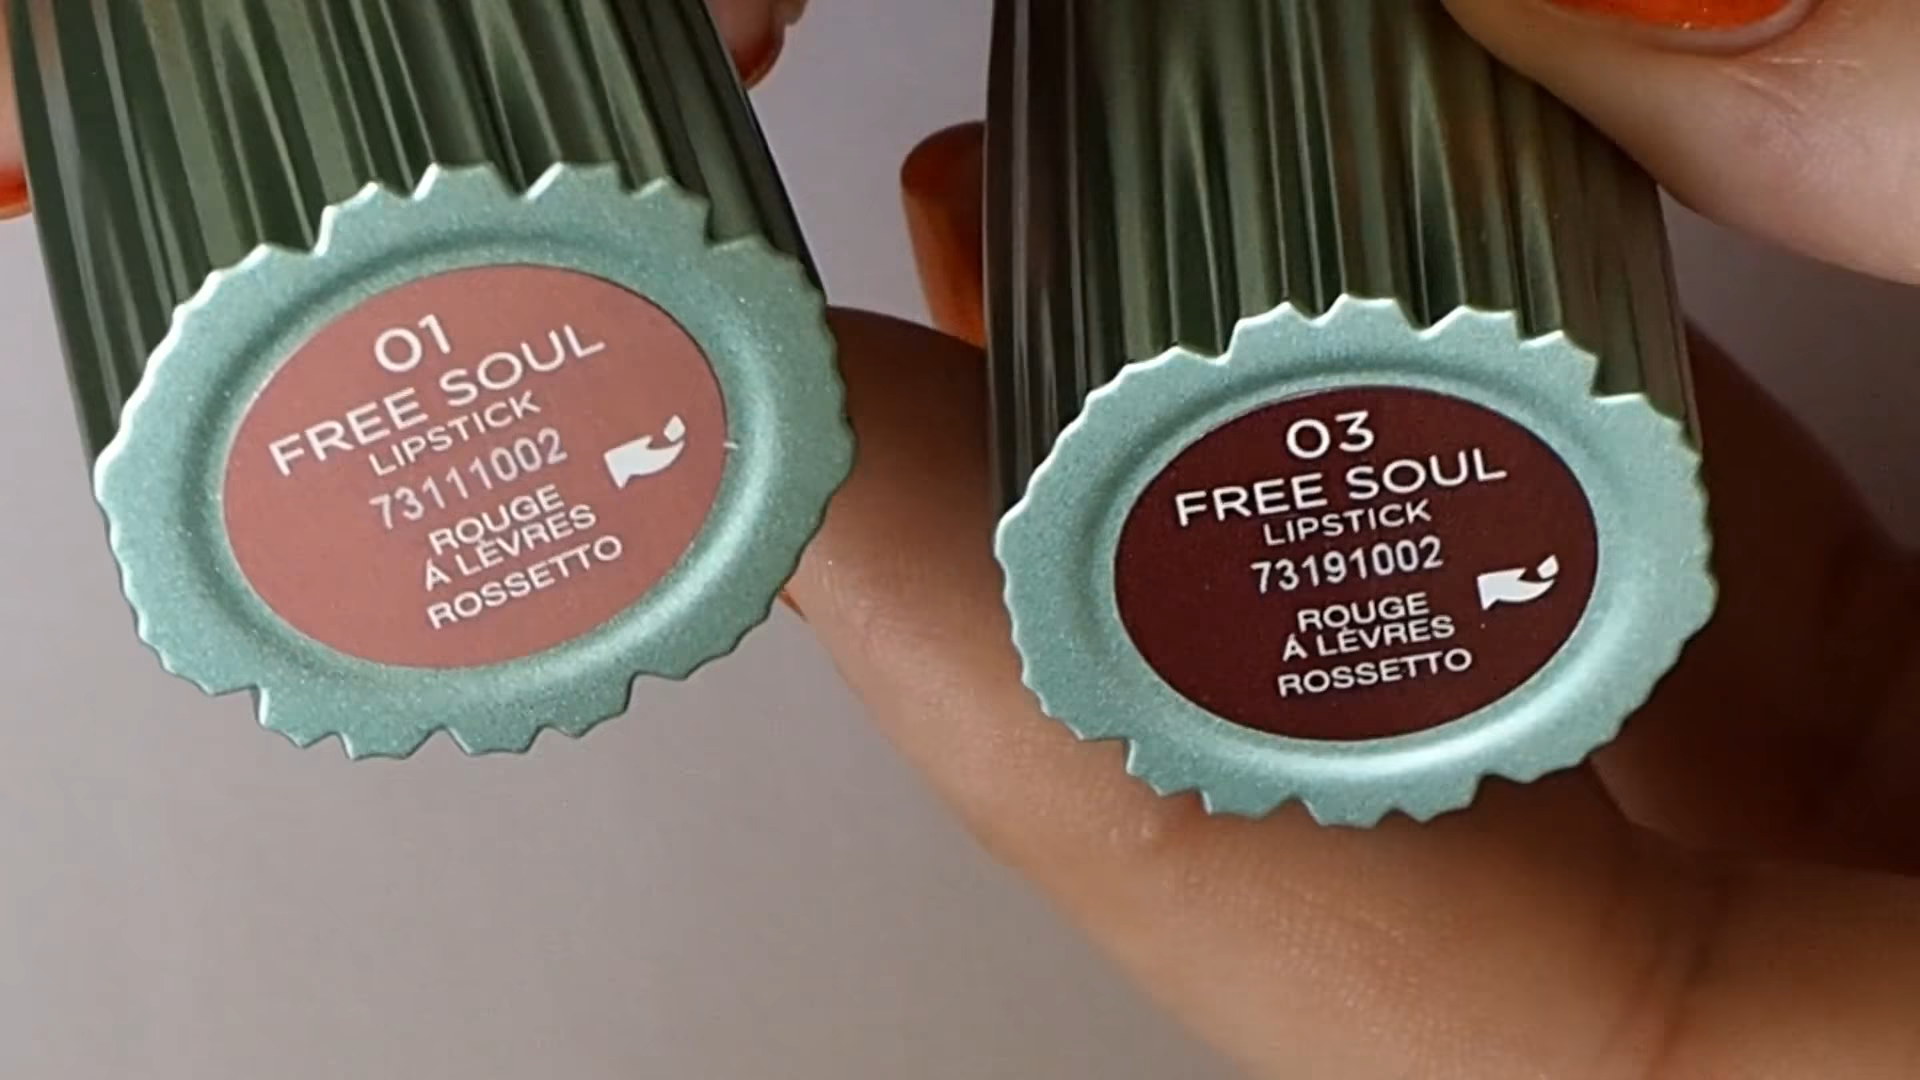 01
FREE SOUL
LIPSTICK
73111002
ROUGE
À LÈVRES
ROSSETTO
03
FREE SOUL
LIPSTICK
73191002
ROUGE
À LÈVRES
ROSSETTO